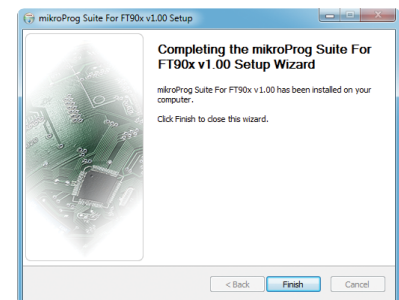 mikroProg Suite For FT90x v1.00 Setup
Completing the mikroProg Suite For
FT90x v1.00 Setup Wizard
mikroProg Suite For FT90x v1.00 has been installed on your
computer.
Click Finish to close this wizard.
< Back Finish Cancel